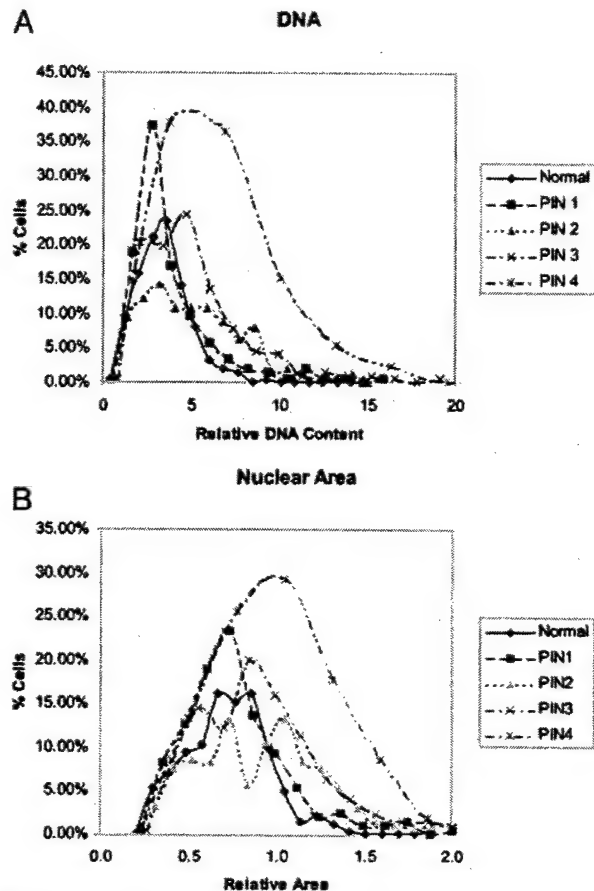 A
DNA
45.00%
40.00%
35.00%
30.00%
25.00%
20.00%
15.00%
10.00%
5.00%
0.00%
% Cells
0
5
10
15
20
Relative DNA Content
Normal
PIN 1
PIN 2
PIN 3
PIN 4
B
Nuclear Area
35.00%
30.00%
25.00%
20.00%
15.00%
10.00%
5.00%
0.00%
% Cells
0.0
0.5
1.0
1.5
2.0
Relative Area
Normal
PIN1
PIN2
PIN3
PIN4